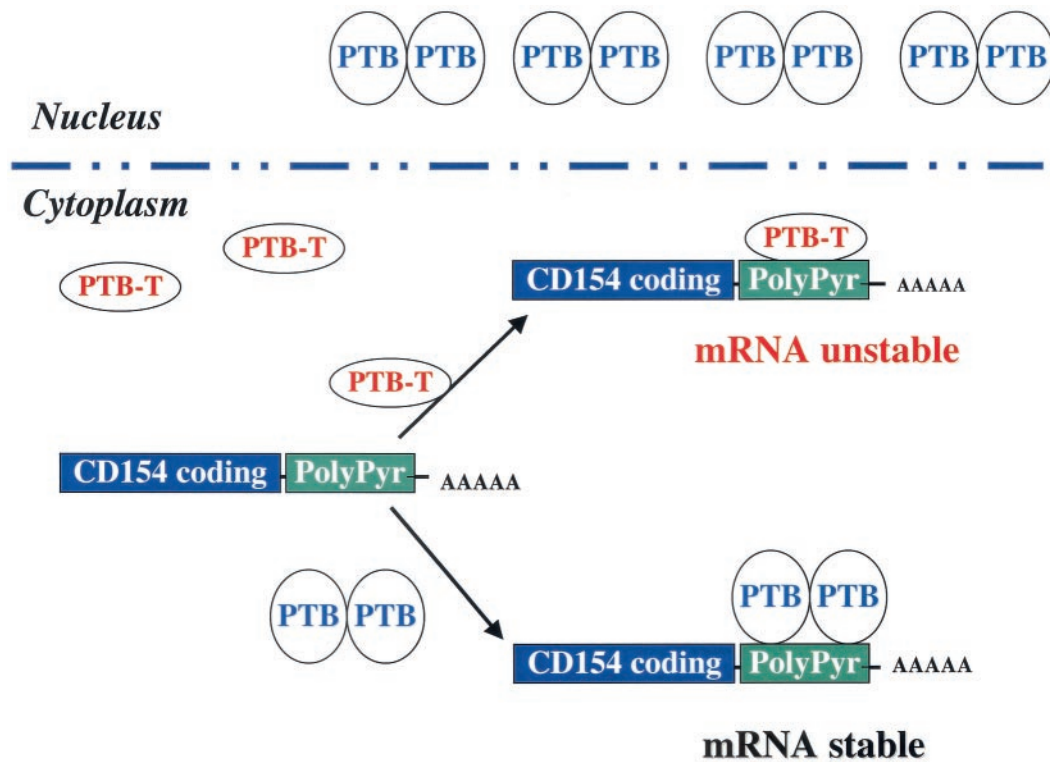 PTB PTB PTB PTB PTB PTB PTB PTB
Nucleus
Cytoplasm
PTB-T
PTB-T
PTB-T
CD154 coding PolyPyr AAAAA
mRNA unstable
PTB-T
CD154 coding PolyPyr AAAAA
PTB PTB
PTB PTB
CD154 coding PolyPyr AAAAA
mRNA stable